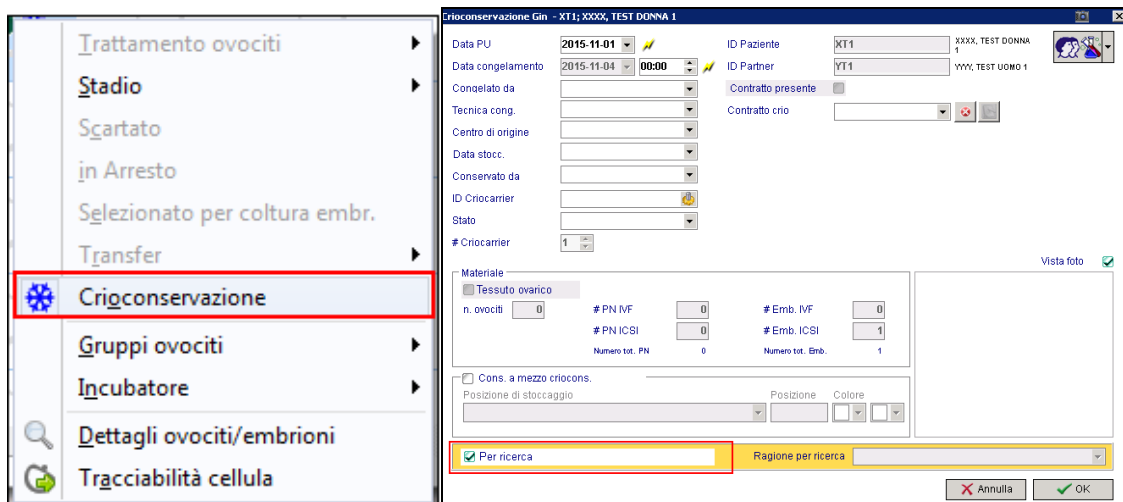 Trattamento ovociti
Stadio
Scartato
in Arresto
Selezionato per coltura embr.
Transfer
Crioconservazione
Gruppi ovociti
Incubatore
Dettagli ovociti/embrioni
Tracciabilità cellula
Crioconservazione Gin - XT1; XXXX, TEST DONNA 1
Data PU 2015-11-01 ID Paziente XT1 XXXX, TEST DONNA 1
Data congelamento 2015-11-04 00:00 ID Partner YT1 YYYY, TEST UOMO 1
Congelato da Contratto presente
Tecnica cong. Contratto crio
Centro di origine
Data stocc.
Conservato da
ID Criocarrier
Stato
# Criocarrier 1
Vista foto
Materiale
Tessuto ovarico
n. ovociti 0 # PN IVF 0 # Emb. IVF 0
# PN ICSI 0 # Emb. ICSI 1
Numero tot. PN 0 Numero tot. Emb. 1
Cons. a mezzo criocons.
Posizione di stoccaggio Posizione Colore
Per ricerca Ragione per ricerca
Annulla OK